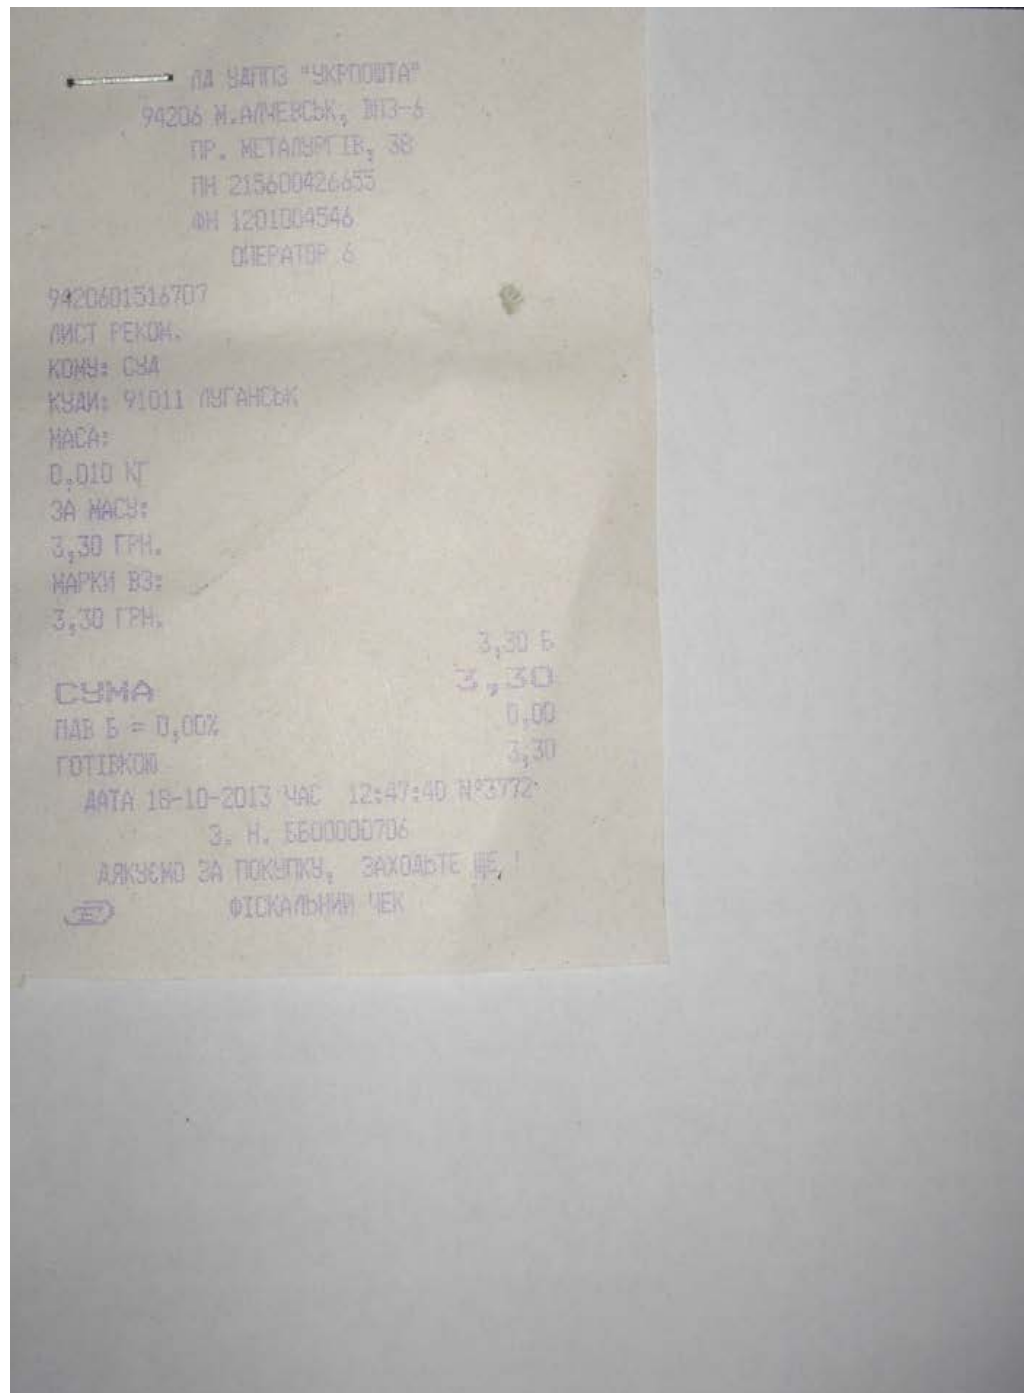 ЛД УДППЗ "УКРПОШТА"
94206 М.АЛЧЕВСЬК, ВПЗ-6
ПР. МЕТАЛУРГІВ, 38
ПН 215600426655
ФН 1201004546
ОПЕРАТОР 6
9420601516707
ЛИСТ РЕКОМ.
КОМУ: СУД
КУДИ: 91011 ЛУГАНСЬК
МАСА:
0,010 КГ
ЗА МАСУ:
3,30 ГРН.
МАРКИ ВЗ:
3,30 ГРН.
3,30 Б
СУМА 3,30
ПДВ Б = 0,00% 0,00
ГОТІВКОЮ 3,30
ДАТА 18-10-2013 ЧАС 12:47:40 №3772
З. Н. ББ00000706
ДЯКУЄМО ЗА ПОКУПКУ, ЗАХОДЬТЕ ЩЕ !
ФІСКАЛЬНИЙ ЧЕК